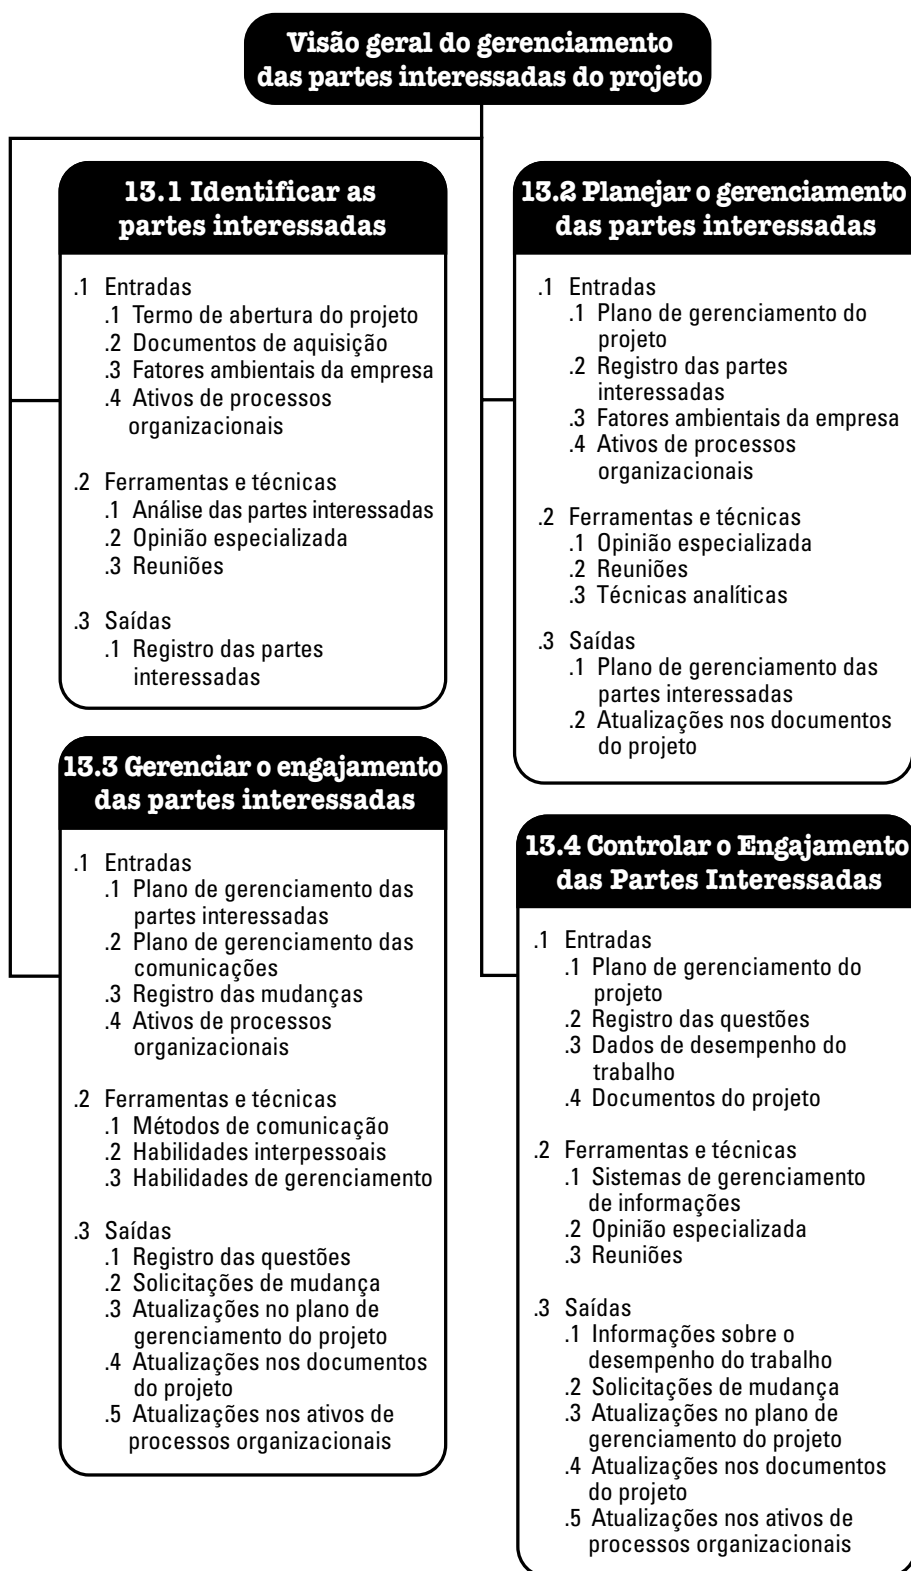 Visão geral do gerenciamento
das partes interessadas do projeto
13.1 Identificar as
partes interessadas
.1 Entradas
.1 Termo de abertura do projeto
.2 Documentos de aquisição
.3 Fatores ambientais da empresa
.4 Ativos de processos
organizacionais
.2 Ferramentas e técnicas
.1 Análise das partes interessadas
.2 Opinião especializada
.3 Reuniões
.3 Saídas
.1 Registro das partes
interessadas
13.2 Planejar o gerenciamento
das partes interessadas
.1 Entradas
.1 Plano de gerenciamento do
projeto
.2 Registro das partes
interessadas
.3 Fatores ambientais da empresa
.4 Ativos de processos
organizacionais
.2 Ferramentas e técnicas
.1 Opinião especializada
.2 Reuniões
.3 Técnicas analíticas
.3 Saídas
.1 Plano de gerenciamento das
partes interessadas
.2 Atualizações nos documentos
do projeto
13.3 Gerenciar o engajamento
das partes interessadas
.1 Entradas
.1 Plano de gerenciamento das
partes interessadas
.2 Plano de gerenciamento das
comunicações
.3 Registro das mudanças
.4 Ativos de processos
organizacionais
.2 Ferramentas e técnicas
.1 Métodos de comunicação
.2 Habilidades interpessoais
.3 Habilidades de gerenciamento
.3 Saídas
.1 Registro das questões
.2 Solicitações de mudança
.3 Atualizações no plano de
gerenciamento do projeto
.4 Atualizações nos documentos
do projeto
.5 Atualizações nos ativos de
processos organizacionais
13.4 Controlar o Engajamento
das Partes Interessadas
.1 Entradas
.1 Plano de gerenciamento do
projeto
.2 Registro das questões
.3 Dados de desempenho do
trabalho
.4 Documentos do projeto
.2 Ferramentas e técnicas
.1 Sistemas de gerenciamento
de informações
.2 Opinião especializada
.3 Reuniões
.3 Saídas
.1 Informações sobre o
desempenho do trabalho
.2 Solicitações de mudança
.3 Atualizações no plano de
gerenciamento do projeto
.4 Atualizações nos documentos
do projeto
.5 Atualizações nos ativos de
processos organizacionais